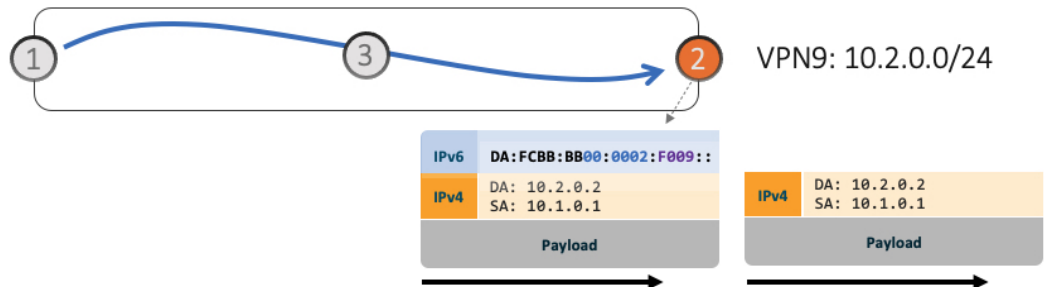 1
3
2
VPN9: 10.2.0.0/24
IPv6 DA:FCBB:BB00:0002:F009::
IPv4 DA: 10.2.0.2
SA: 10.1.0.1
Payload
IPv4 DA: 10.2.0.2
SA: 10.1.0.1
Payload